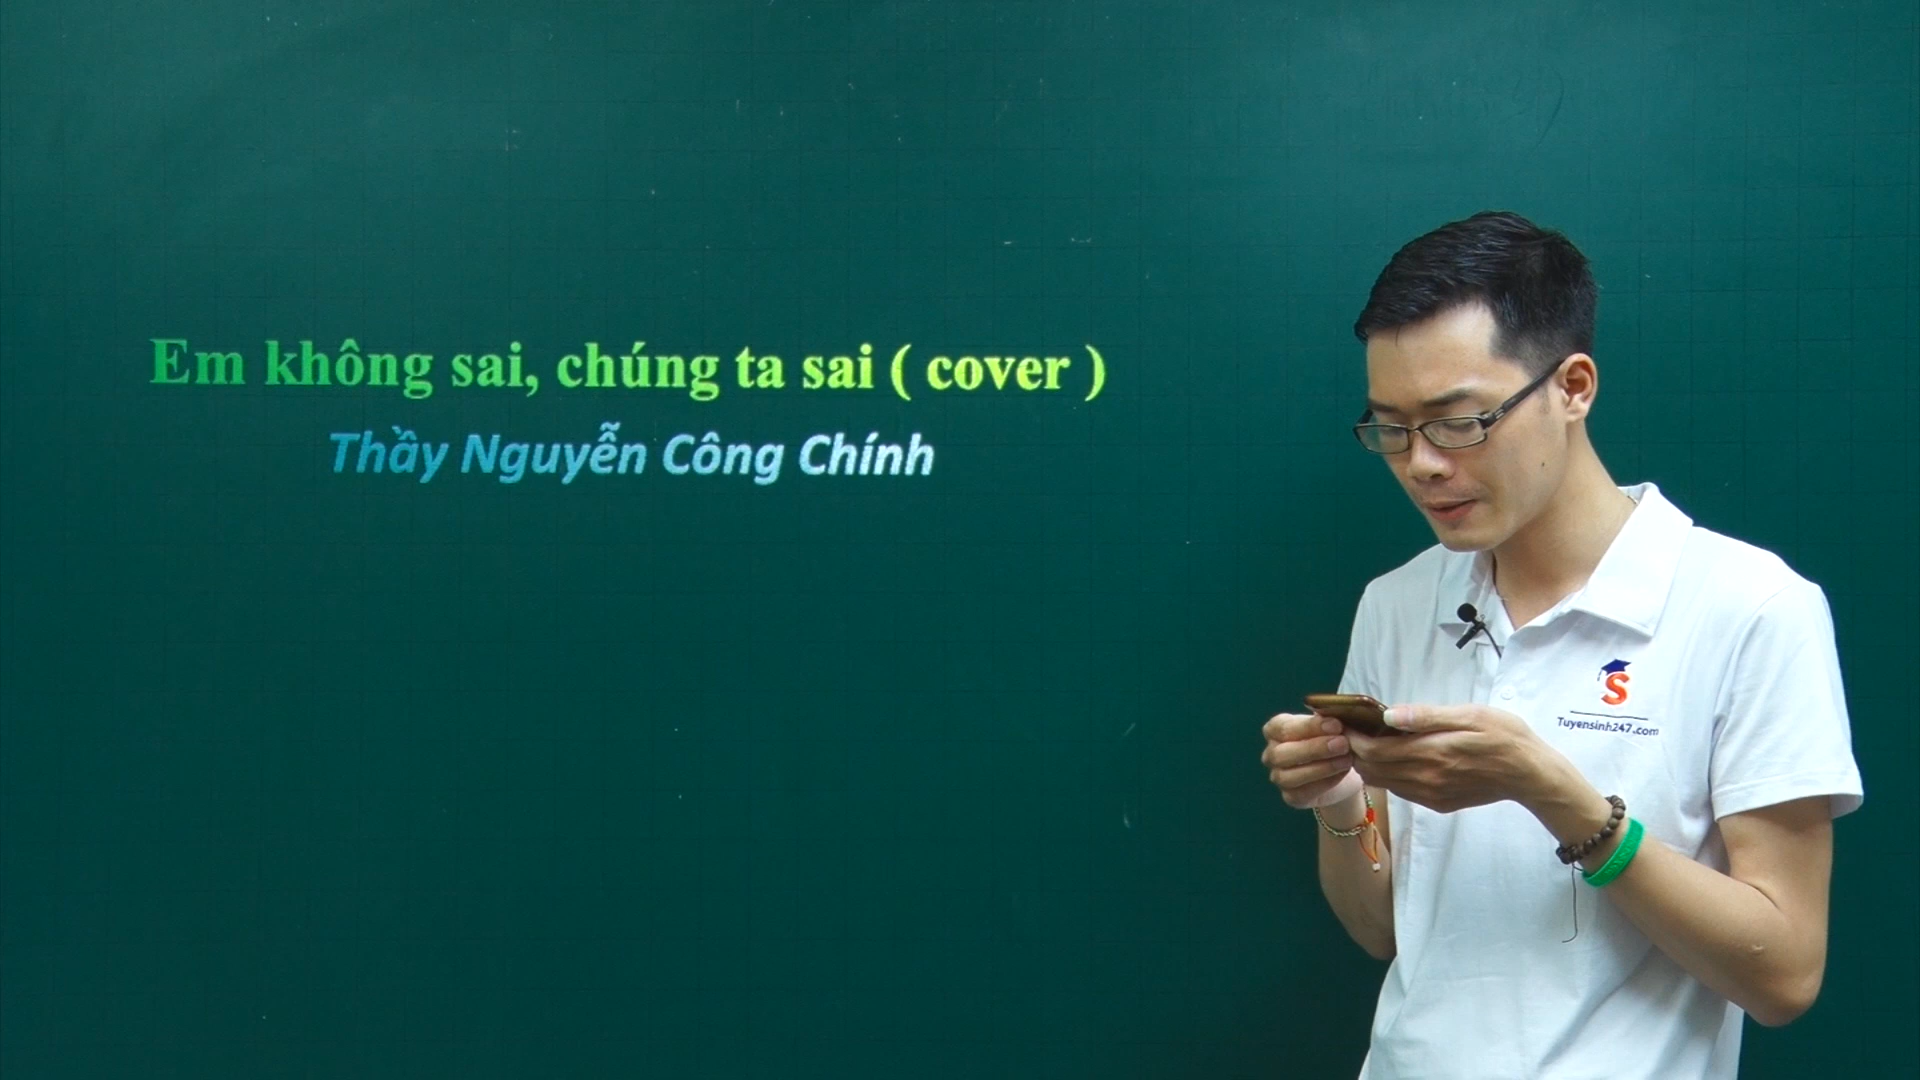 Em không sai, chúng ta sai ( cover )
Thầy Nguyễn Công Chính
S
Tuyensinh247.com